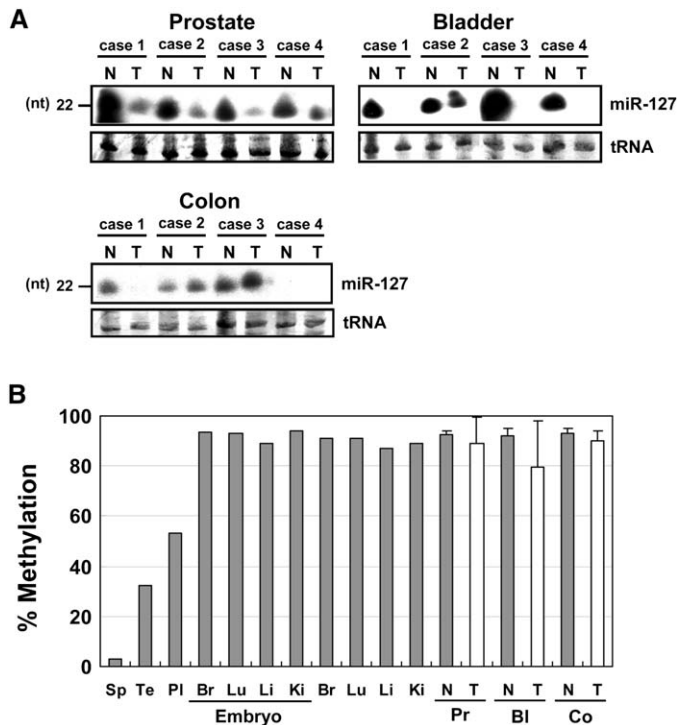 A
Prostate
Bladder
case 1 case 2 case 3 case 4
case 1 case 2 case 3 case 4
N T N T N T N T
N T N T N T N T
(nt) 22
miR-127
tRNA
Colon
case 1 case 2 case 3 case 4
N T N T N T N T
(nt) 22
miR-127
tRNA
B
% Methylation
100
80
60
40
20
0
Sp Te Pl Br Lu Li Ki Br Lu Li Ki N T N T N T
Embryo Pr Bl Co